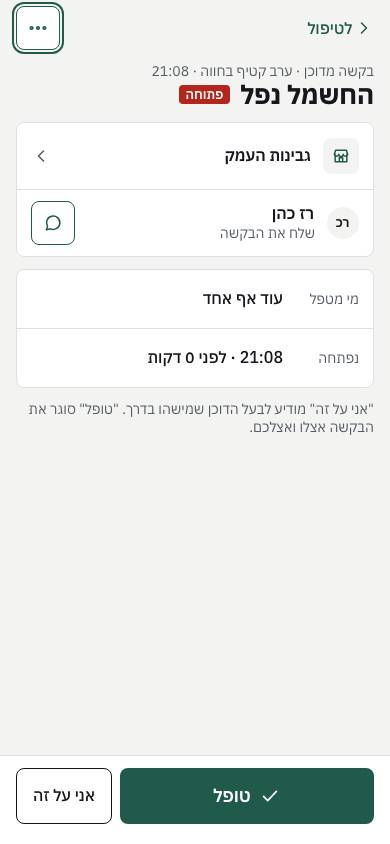 לטיפול
בקשה מדוכן · ערב קטיף בחווה · 21:08
החשמל נפל פתוחה
גבינות העמק
רכ
רז כהן
שלח את הבקשה
מי מטפל עוד אף אחד
נפתחה 21:08 · לפני 0 דקות
"אני על זה" מודיע לבעל הדוכן שמישהו בדרך. "טופל" סוגר את
הבקשה אצלו ואצלכם.
טופל
אני על זה